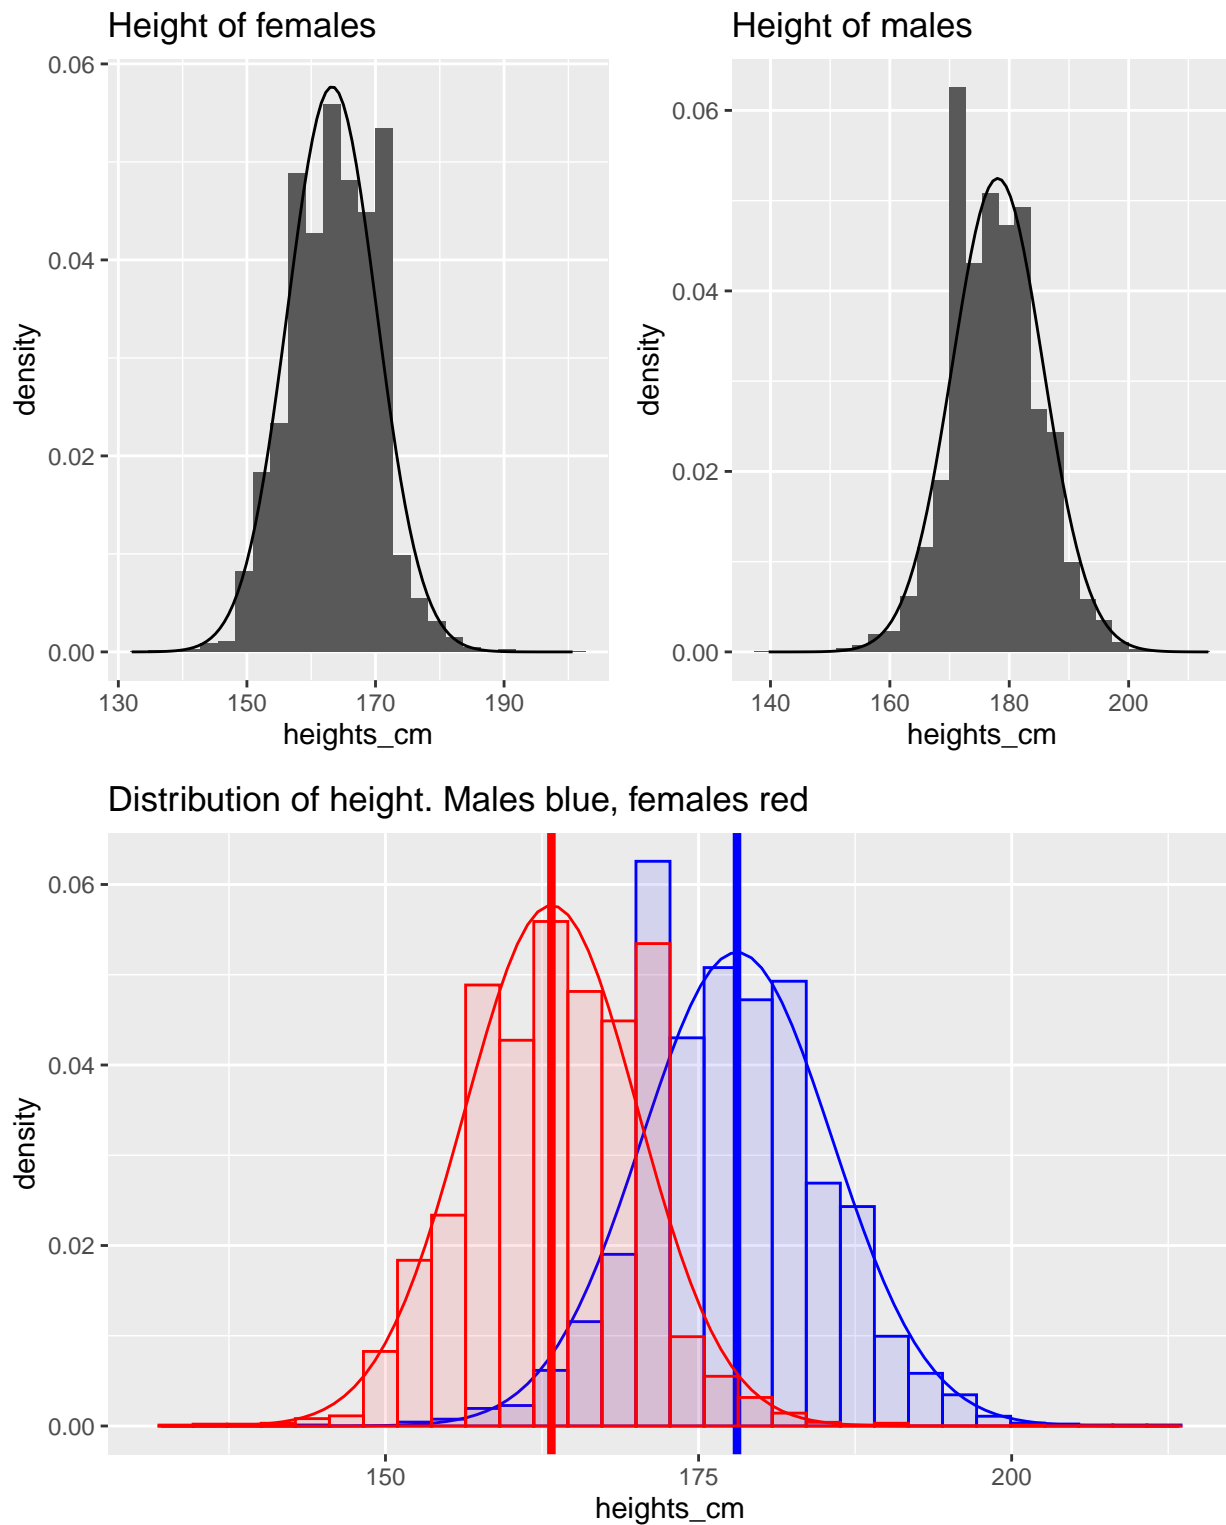 Height of females
0.06
0.04
0.02
0.00
density
130 150 170 190
heights_cm
Height of males
0.06
0.04
0.02
0.00
density
140 160 180 200
heights_cm
Distribution of height. Males blue, females red
0.06
0.04
0.02
0.00
density
150 175 200
heights_cm